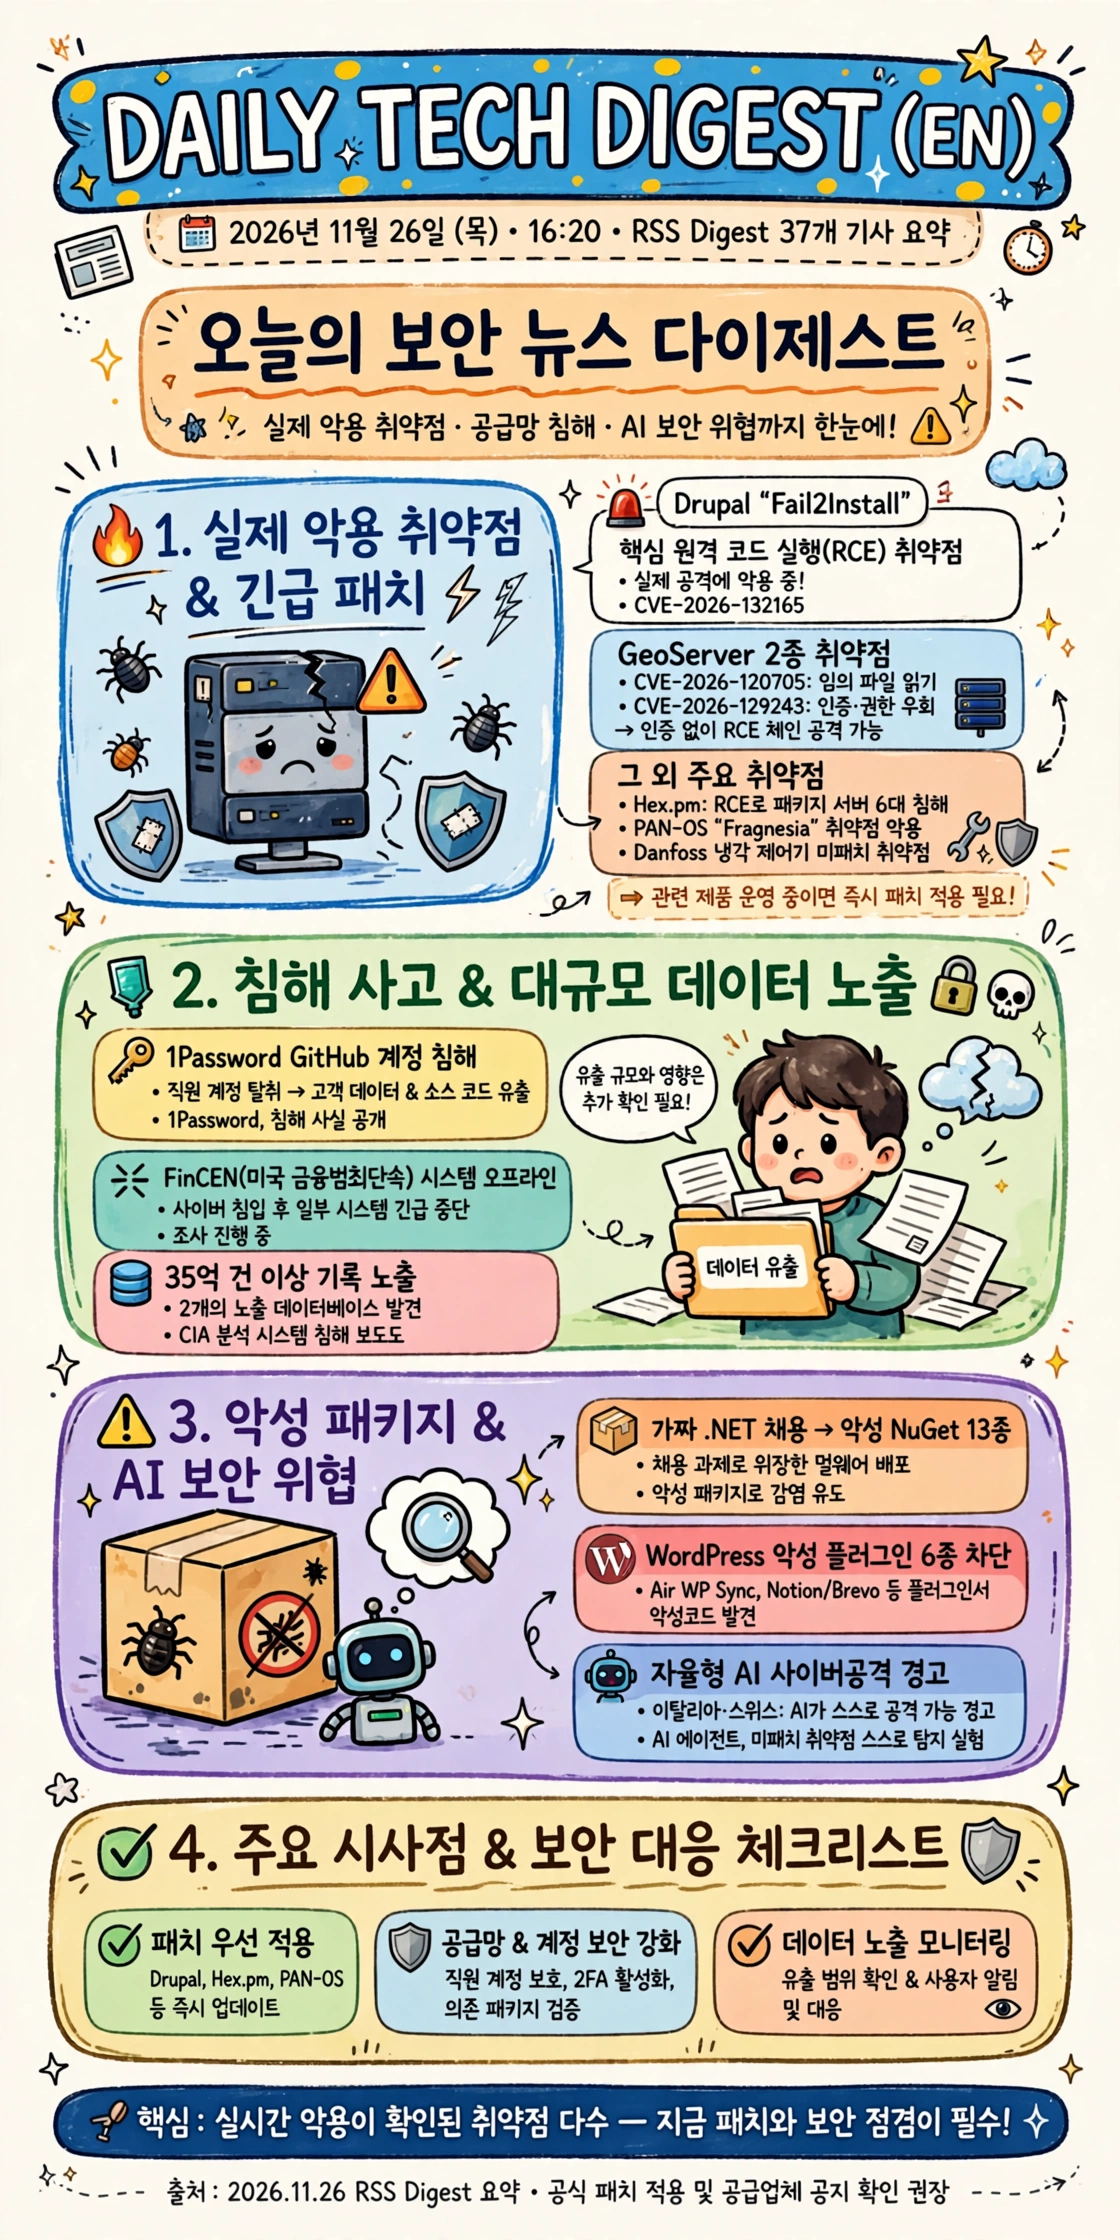 DAILY TECH DIGEST (EN)
2026년 11월 26일 (목) • 16:20 • RSS Digest 37개 기사 요약
오늘의 보안 뉴스 다이제스트
실제 악용 취약점 · 공급망 침해 · AI 보안 위협까지 한눈에!
1. 실제 악용 취약점
& 긴급 패치
Drupal “Fail2Install”
핵심 원격 코드 실행(RCE) 취약점
• 실제 공격에 악용 중!
• CVE-2026-132165
GeoServer 2종 취약점
• CVE-2026-120705: 임의 파일 읽기
• CVE-2026-129243: 인증·권한 우회
→ 인증 없이 RCE 체인 공격 가능
그 외 주요 취약점
• Hex.pm: RCE로 패키지 서버 6대 침해
• PAN-OS “Fragnesia” 취약점 악용
• Danfoss 냉각 제어기 미패치 취약점
⇨ 관련 제품 운영 중이면 즉시 패치 적용 필요!
2. 침해 사고 & 대규모 데이터 노출
1Password GitHub 계정 침해
• 직원 계정 탈취 → 고객 데이터 & 소스 코드 유출
• 1Password, 침해 사실 공개
유출 규모와 영향은
추가 확인 필요!
FinCEN(미국 금융범최단속) 시스템 오프라인
• 사이버 침입 후 일부 시스템 긴급 중단
• 조사 진행 중
데이터 유출
35억 건 이상 기록 노출
• 2개의 노출 데이터베이스 발견
• CIA 분석 시스템 침해 보도도
3. 악성 패키지 &
AI 보안 위협
가짜 .NET 채용 → 악성 NuGet 13종
• 채용 과제로 위장한 멀웨어 배포
• 악성 패키지로 감염 유도
W
WordPress 악성 플러그인 6종 차단
• Air WP Sync, Notion/Brevo 등 플러그인서
악성코드 발견
자율형 AI 사이버공격 경고
• 이탈리아·스위스: AI가 스스로 공격 가능 경고
• AI 에이전트, 미패치 취약점 스스로 탐지 실험
4. 주요 시사점 & 보안 대응 체크리스트
패치 우선 적용
Drupal, Hex.pm, PAN-OS
등 즉시 업데이트
공급망 & 계정 보안 강화
직원 계정 보호, 2FA 활성화,
의존 패키지 검증
데이터 노출 모니터링
유출 범위 확인 & 사용자 알림
및 대응
핵심 : 실시간 악용이 확인된 취약점 다수 — 지금 패치와 보안 점겸이 필수!
출처 : 2026.11.26 RSS Digest 요약 • 공식 패치 적용 및 공급업체 공지 확인 권장